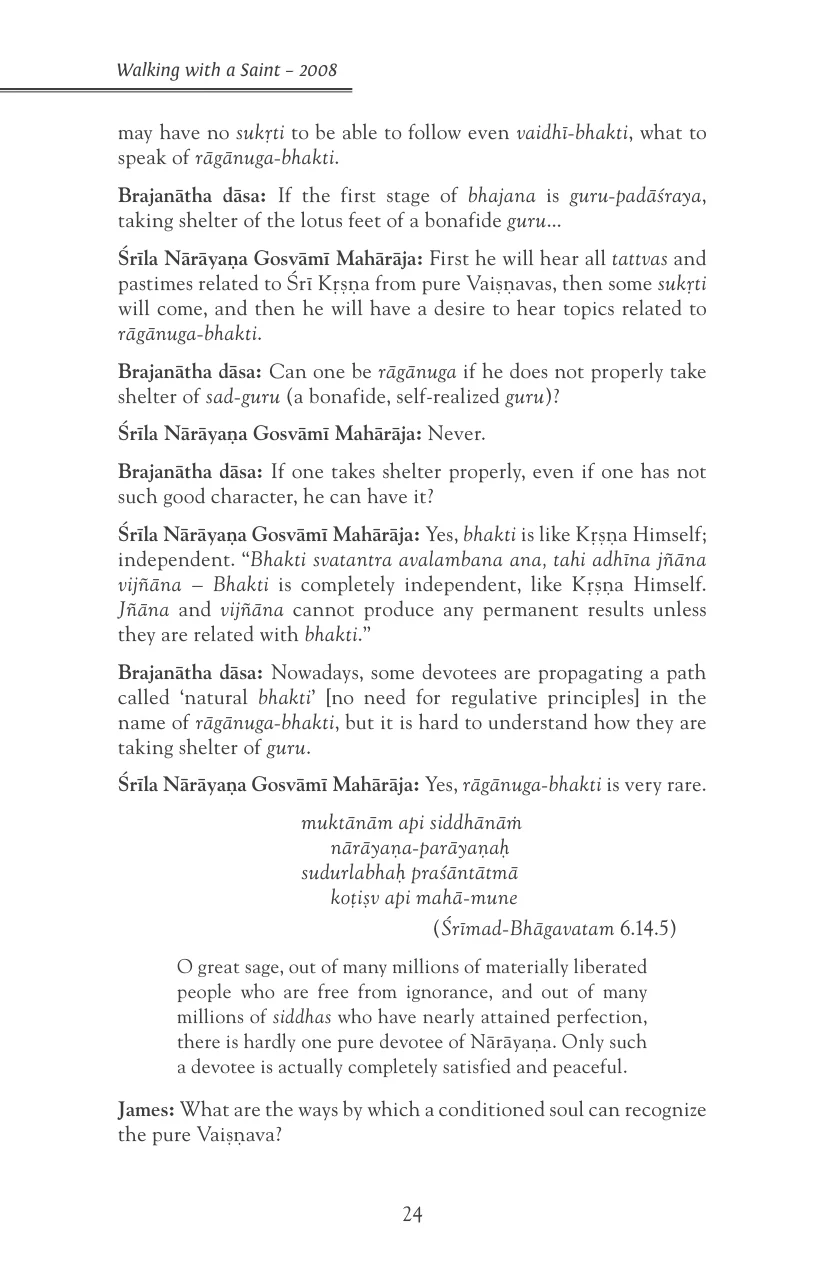 Walking with a Saint – 2008
may have no sukṛti to be able to follow even vaidhī-bhakti, what to
speak of rāgānuga-bhakti.
Brajanātha dāsa: If the first stage of bhajana is guru-padāśraya,
taking shelter of the lotus feet of a bonafide guru…
Śrīla Nārāyaṇa Gosvāmī Mahārāja: First he will hear all tattvas and
pastimes related to Śrī Kṛṣṇa from pure Vaiṣṇavas, then some sukṛti
will come, and then he will have a desire to hear topics related to
rāgānuga-bhakti.
Brajanātha dāsa: Can one be rāgānuga if he does not properly take
shelter of sad-guru (a bonafide, self-realized guru)?
Śrīla Nārāyaṇa Gosvāmī Mahārāja: Never.
Brajanātha dāsa: If one takes shelter properly, even if one has not
such good character, he can have it?
Śrīla Nārāyaṇa Gosvāmī Mahārāja: Yes, bhakti is like Kṛṣṇa Himself;
independent. “Bhakti svatantra avalambana ana, tahi adhīna jñāna
vijñāna – Bhakti is completely independent, like Kṛṣṇa Himself.
Jñāna and vijñāna cannot produce any permanent results unless
they are related with bhakti.”
Brajanātha dāsa: Nowadays, some devotees are propagating a path
called ‘natural bhakti’ [no need for regulative principles] in the
name of rāgānuga-bhakti, but it is hard to understand how they are
taking shelter of guru.
Śrīla Nārāyaṇa Gosvāmī Mahārāja: Yes, rāgānuga-bhakti is very rare.
muktānām api siddhānāṁ
nārāyaṇa-parāyaṇaḥ
sudurlabhaḥ praśāntātmā
koṭiṣv api mahā-mune
(Śrīmad-Bhāgavatam 6.14.5)
O great sage, out of many millions of materially liberated
people who are free from ignorance, and out of many
millions of siddhas who have nearly attained perfection,
there is hardly one pure devotee of Nārāyaṇa. Only such
a devotee is actually completely satisfied and peaceful.
James: What are the ways by which a conditioned soul can recognize
the pure Vaiṣṇava?
24